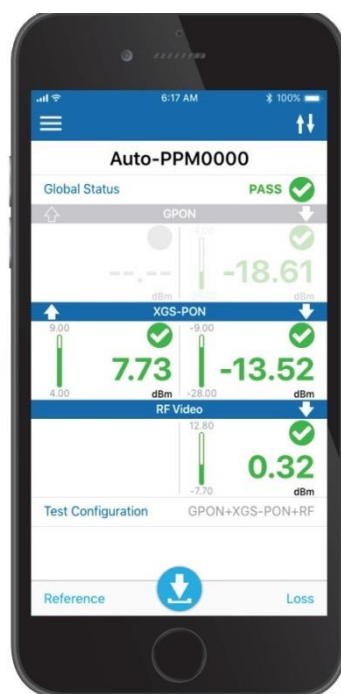 6:17 AM
100%
Auto-PPM0000
Global Status PASS
GPON
--.-- -18.61
dBm
XGS-PON
9.00 -9.00
7.73 -13.52
4.00 dBm -28.00 dBm
RF Video
12.80
0.32
-7.70 dBm
Test Configuration GPON+XGS-PON+RF
Reference Loss